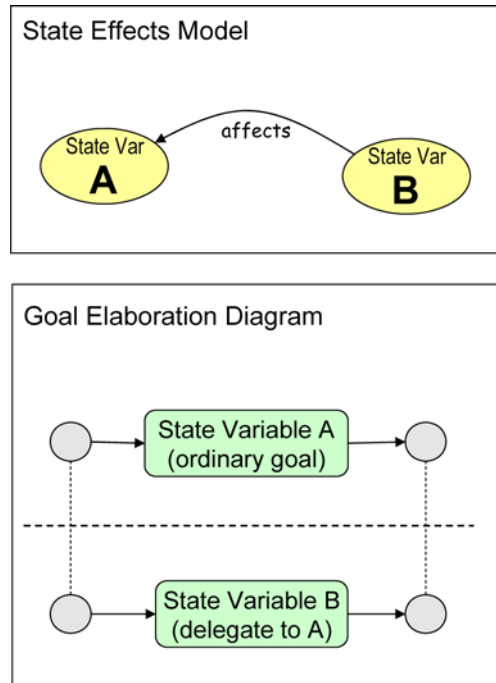 State Effects Model
affects
State Var
A
State Var
B
Goal Elaboration Diagram
State Variable A
(ordinary goal)
State Variable B
(delegate to A)